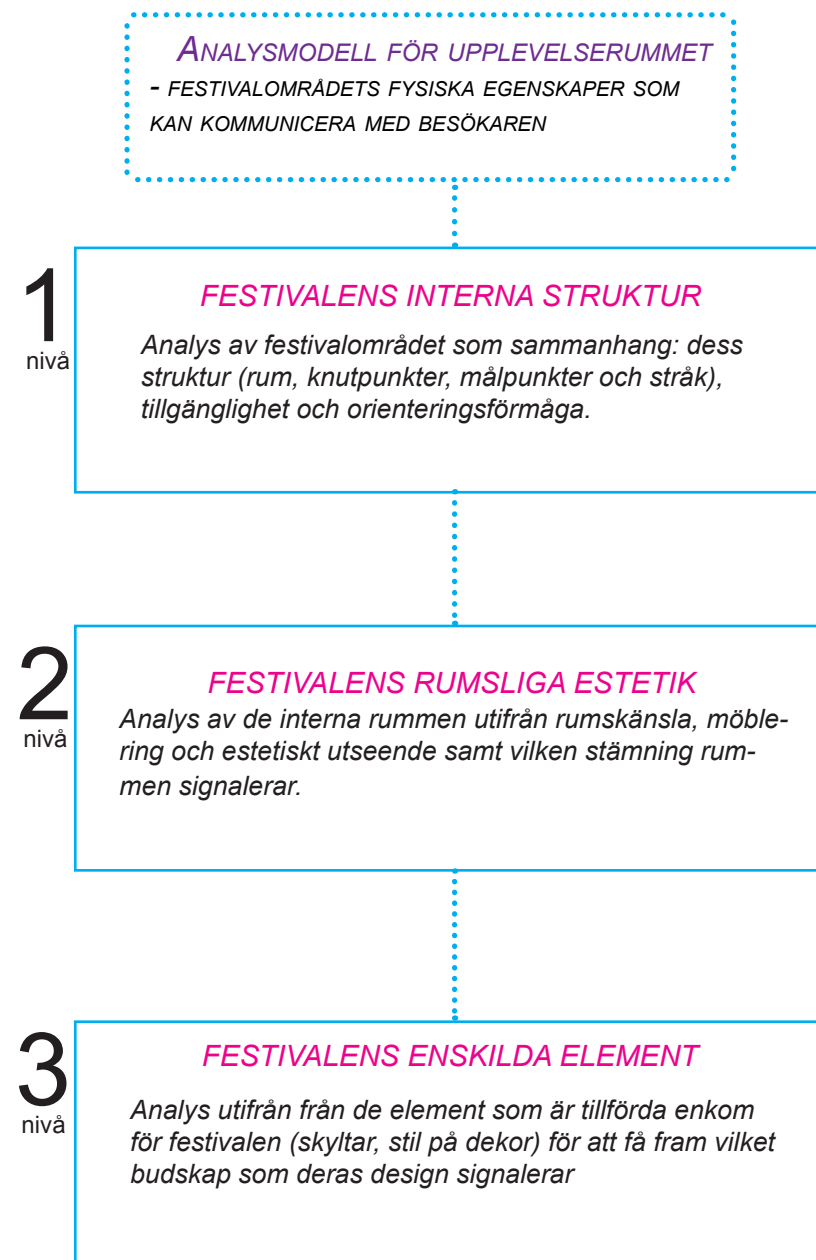 ANALYSMODELL FÖR UPPLEVELSERUMMET
- FESTIVALOMRÅDETS FYSISKA EGENSKAPER SOM
KAN KOMMUNICERA MED BESÖKAREN
1
nivå
FESTIVALENS INTERNA STRUKTUR
Analys av festivalområdet som sammanhang: dess
struktur (rum, knutpunkter, målpunkter och stråk),
tillgänglighet och orienteringsförmåga.
2
nivå
FESTIVALENS RUMSLIGA ESTETIK
Analys av de interna rummen utifrån rumskänsla, möble-
ring och estetiskt utseende samt vilken stämning rum-
men signalerar.
3
nivå
FESTIVALENS ENSKILDA ELEMENT
Analys utifrån från de element som är tillförda enkom
för festivalen (skyltar, stil på dekor) för att få fram vilket
budskap som deras design signalerar